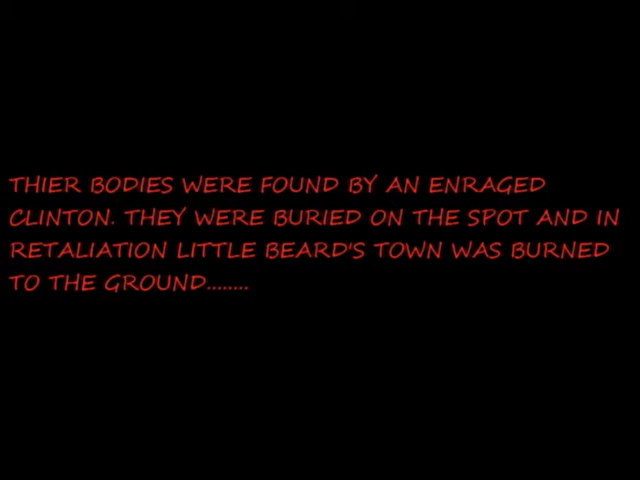 THIER BODIES WERE FOUND BY AN ENRAGED
CLINTON. THEY WERE BURIED ON THE SPOT AND IN
RETALIATION LITTLE BEARD'S TOWN WAS BURNED
TO THE GROUND........